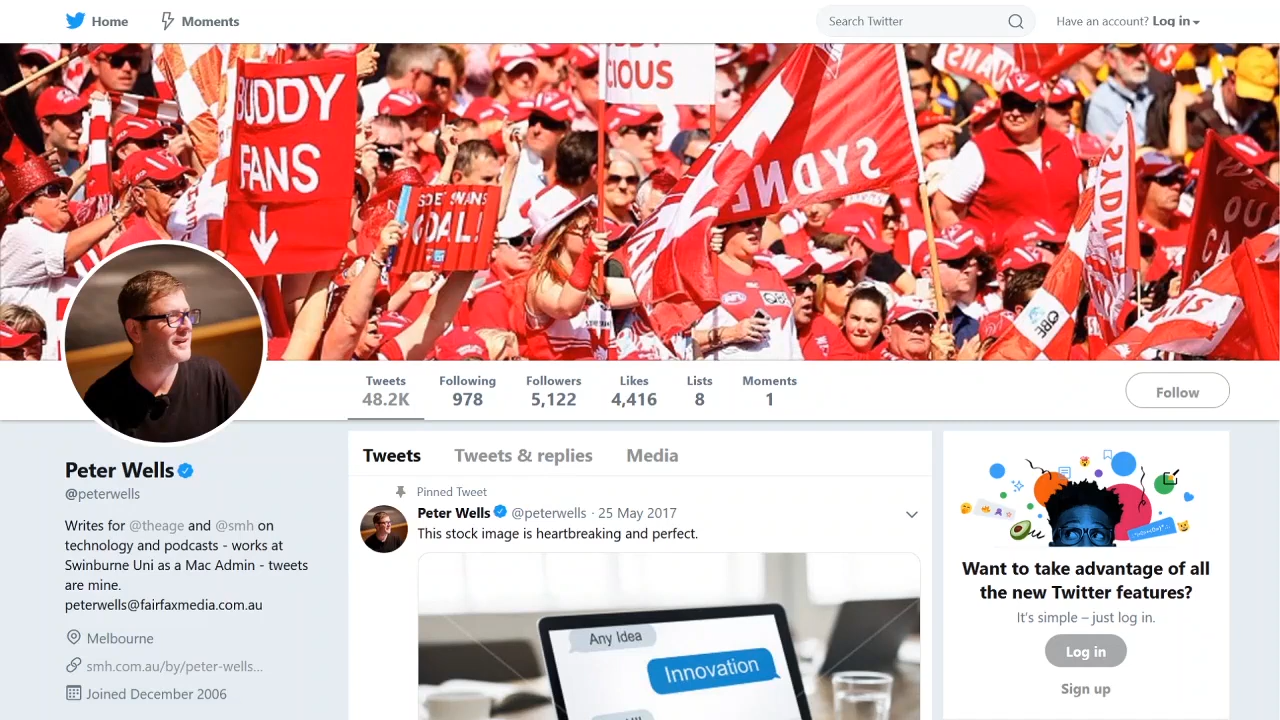 Home
Moments
Search Twitter
Have an account? Log in
BUDDY
FANS
CIOUS
GOAL!
SYDNEY
SWANS
QBE
Tweets
48.2K
Following
978
Followers
5,122
Likes
4,416
Lists
8
Moments
1
Follow
Peter Wells
@peterwells
Writes for @theage and @smh on
technology and podcasts - works at
Swinburne Uni as a Mac Admin - tweets
are mine.
peterwells@fairfaxmedia.com.au
Melbourne
smh.com.au/by/peter-wells...
Joined December 2006
Tweets
Tweets & replies
Media
Pinned Tweet
Peter Wells @peterwells · 25 May 2017
This stock image is heartbreaking and perfect.
Any Idea
Innovation
Want to take advantage of all
the new Twitter features?
It's simple – just log in.
Log in
Sign up